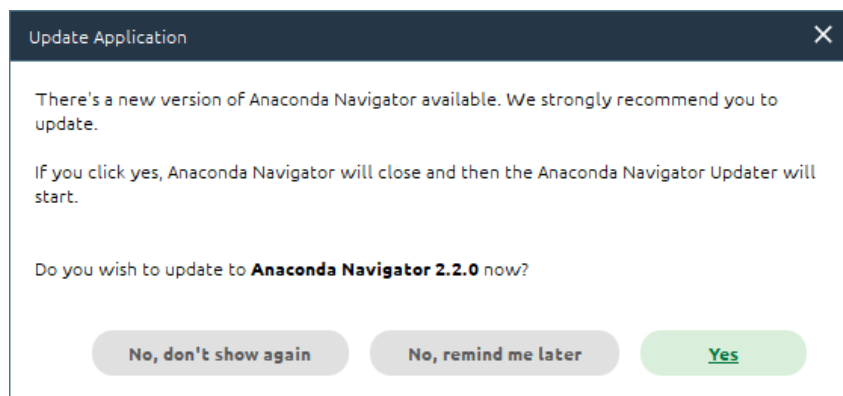 Update Application
There's a new version of Anaconda Navigator available. We strongly recommend you to
update.
If you click yes, Anaconda Navigator will close and then the Anaconda Navigator Updater will
start.
Do you wish to update to Anaconda Navigator 2.2.0 now?
No, don't show again
No, remind me later
Yes